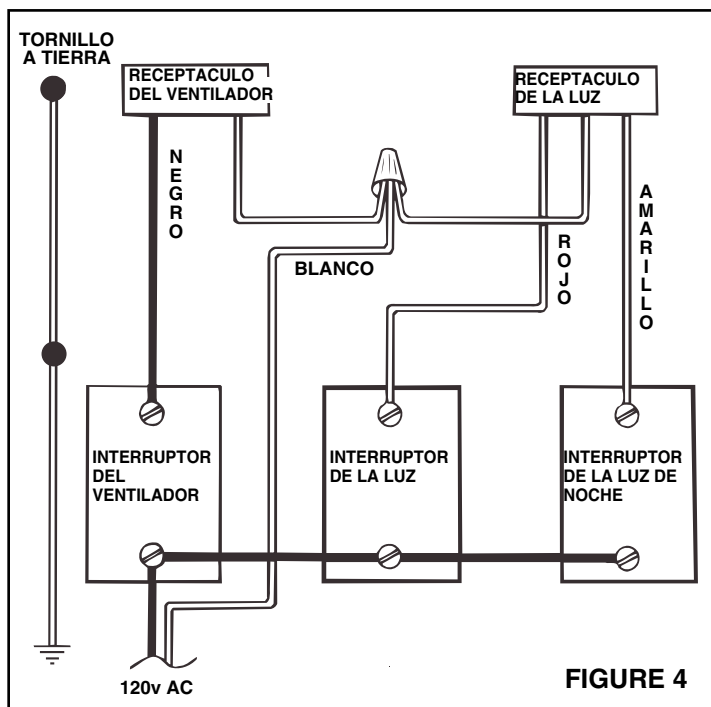 TORNILLO
A TIERRA
RECEPTACULO
DEL VENTILADOR
RECEPTACULO
DE LA LUZ
NEGRO
BLANCO
ROJO
AMARILLO
INTERRUPTOR
DEL
VENTILADOR
INTERRUPTOR
DE LA LUZ
INTERRUPTOR
DE LA LUZ DE
NOCHE
120v AC
FIGURE 4